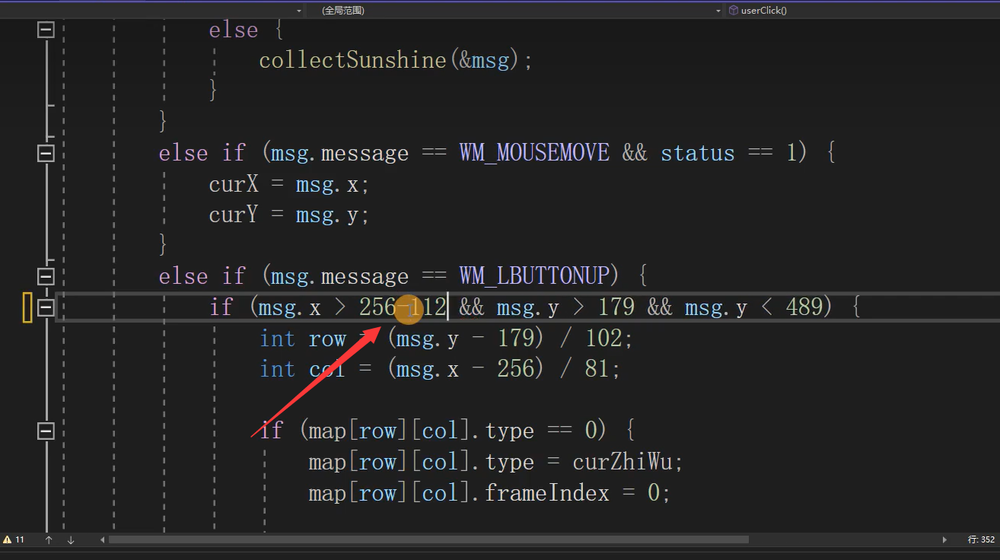 (全局范围) userClick()
else {
collectSunshine(&msg);
}
}
else if (msg.message == WM_MOUSEMOVE && status == 1) {
curX = msg.x;
curY = msg.y;
}
else if (msg.message == WM_LBUTTONUP) {
if (msg.x > 256-112 && msg.y > 179 && msg.y < 489) {
int row = (msg.y - 179) / 102;
int col = (msg.x - 256) / 81;
if (map[row][col].type == 0) {
map[row][col].type = curZhiWu;
map[row][col].frameIndex = 0;
11 行: 352